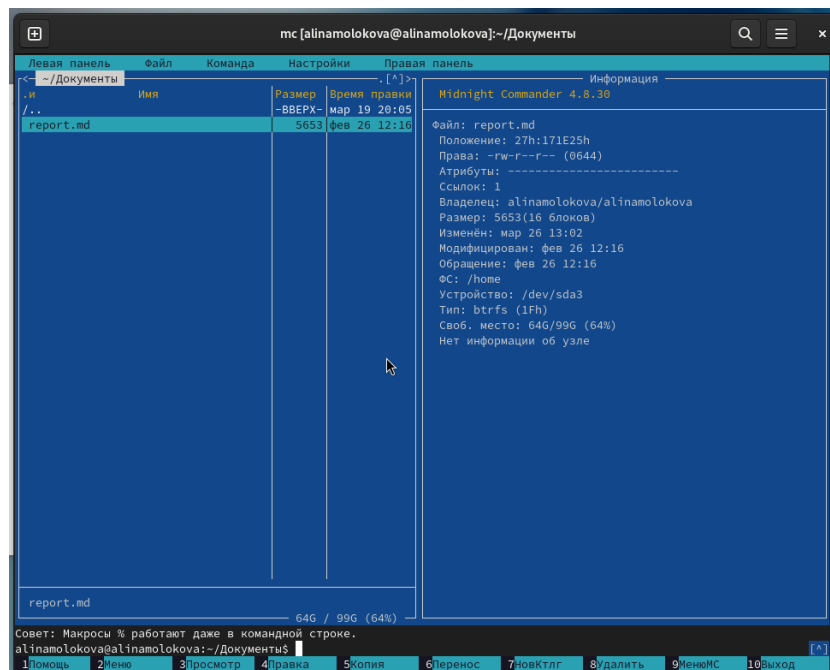 mc [alinamolokova@alinamolokova]:~/Документы
Левая панель Файл Команда Настройки Правая панель
<- ~/Документы .[^]>
.и Имя Размер Время правки
/.. -ВВЕРХ- мар 19 20:05
report.md 5653 фев 26 12:16
report.md
64G / 99G (64%)
Информация
Midnight Commander 4.8.30
Файл: report.md
Положение: 27h:171E25h
Права: -rw-r--r-- (0644)
Атрибуты: -------------------------
Ссылок: 1
Владелец: alinamolokova/alinamolokova
Размер: 5653(16 блоков)
Изменён: мар 26 13:02
Модифицирован: фев 26 12:16
Обращение: фев 26 12:16
ФС: /home
Устройство: /dev/sda3
Тип: btrfs (1Fh)
Своб. место: 64G/99G (64%)
Нет информации об узле
Совет: Макросы % работают даже в командной строке.
alinamolokova@alinamolokova:~/Документы$ [^]
1Помощь 2Меню 3Просмотр 4Правка 5Копия 6Перенос 7НовКтлг 8Удалить 9МенюМС 10Выход